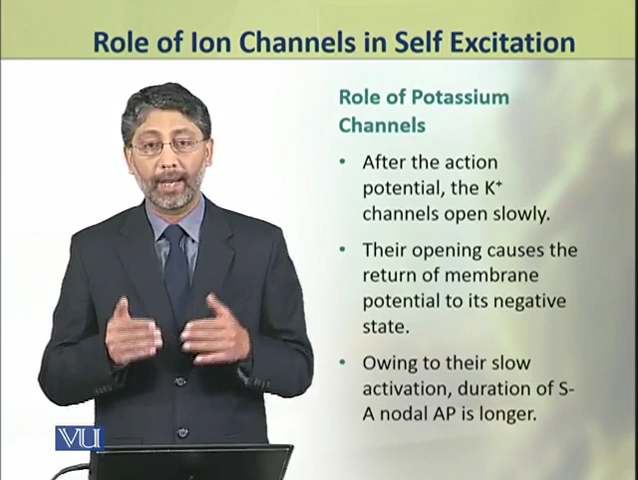 Role of Ion Channels in Self Excitation
Role of Potassium
Channels
• After the action
potential, the K⁺
channels open slowly.
• Their opening causes the
return of membrane
potential to its negative
state.
• Owing to their slow
activation, duration of S-
A nodal AP is longer.
VU